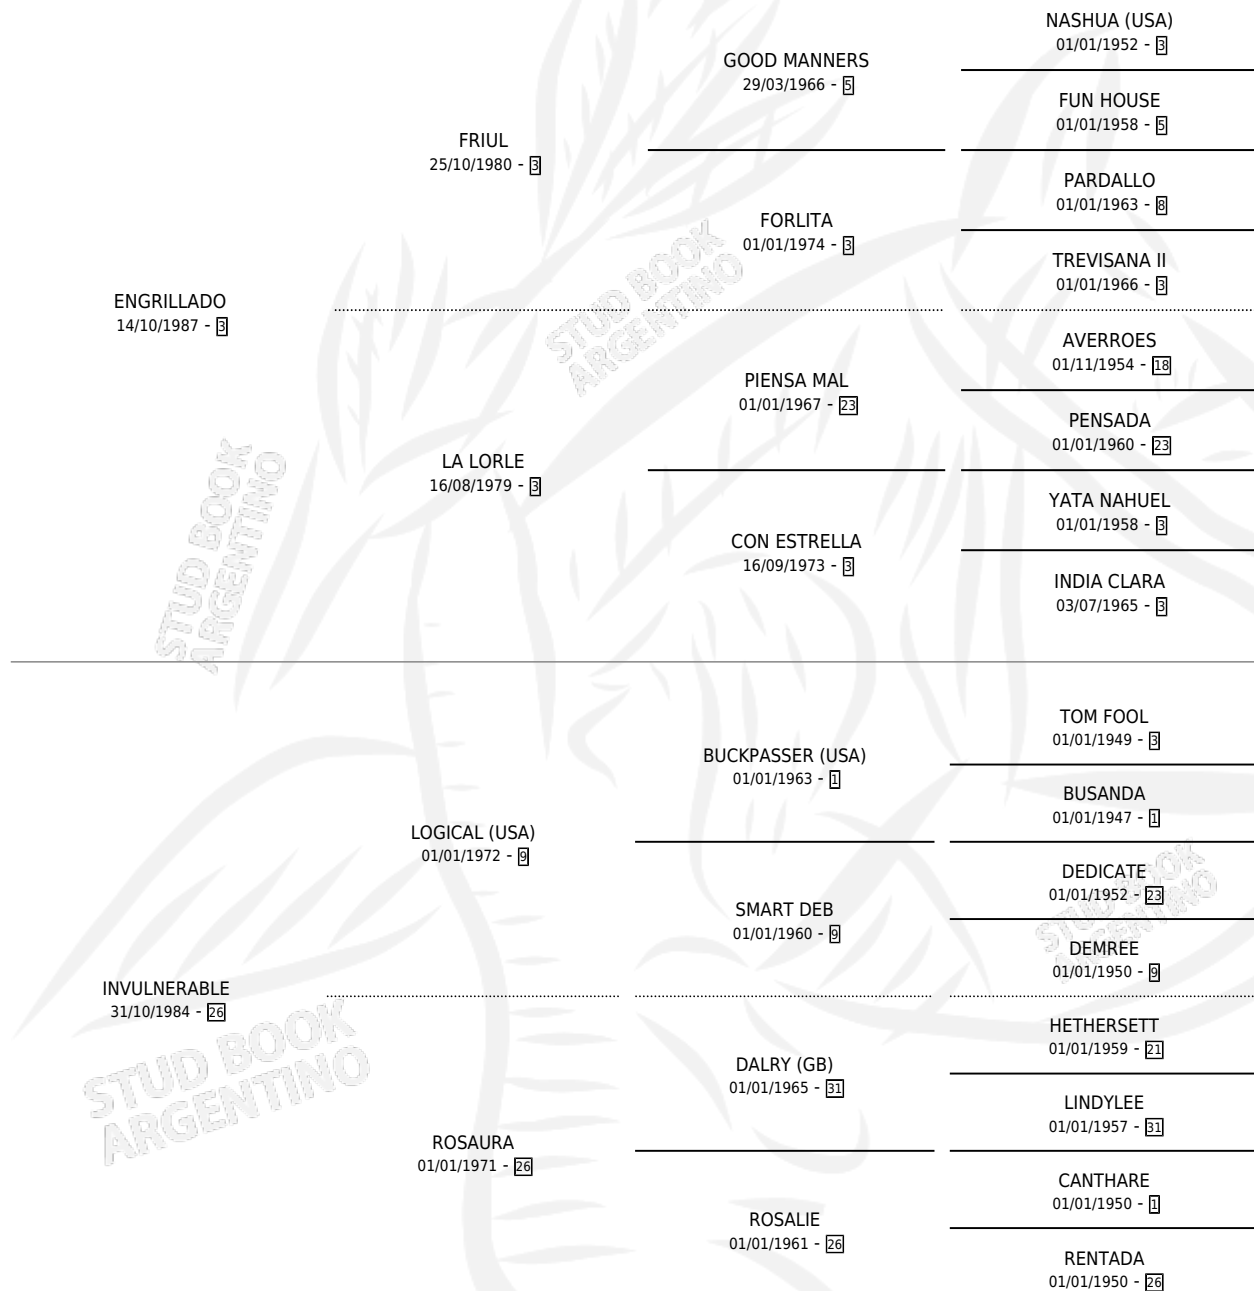 NASHUA (USA)
01/01/1952 - 3
GOOD MANNERS
29/03/1966 - 5
FUN HOUSE
01/01/1958 - 5
FRIUL
25/10/1980 - 3
PARDALLO
01/01/1963 - 8
FORLITA
01/01/1974 - 3
TREVISANA II
01/01/1966 - 3
ENGRILLADO
14/10/1987 - 3
STUD BOOK
ARGENTINO
AVERROES
01/11/1954 - 18
PIENSA MAL
01/01/1967 - 23
PENSADA
01/01/1960 - 23
LA LORLE
16/08/1979 - 3
YATA NAHUEL
01/01/1958 - 3
CON ESTRELLA
16/09/1973 - 3
INDIA CLARA
03/07/1965 - 3
STUD BOOK
ARGENTINO
TOM FOOL
01/01/1949 - 3
BUCKPASSER (USA)
01/01/1963 - 1
BUSANDA
01/01/1947 - 1
LOGICAL (USA)
01/01/1972 - 9
DEDICATE
01/01/1952 - 23
STUD BOOK
ARGENTINO
SMART DEB
01/01/1960 - 9
DEMREE
01/01/1950 - 9
INVULNERABLE
31/10/1984 - 26
STUD BOOK
ARGENTINO
HETHERSETT
01/01/1959 - 21
DALRY (GB)
01/01/1965 - 31
LINDYLEE
01/01/1957 - 31
ROSAURA
01/01/1971 - 26
CANTHARE
01/01/1950 - 1
ROSALIE
01/01/1961 - 26
RENTADA
01/01/1950 - 26